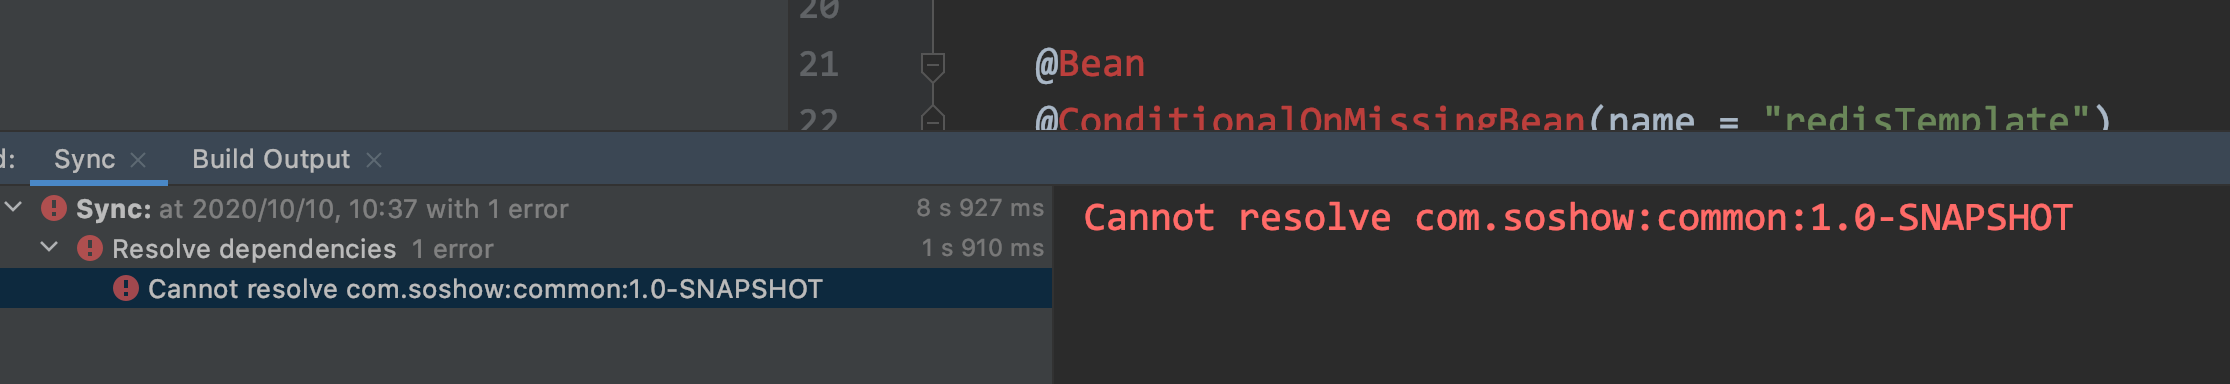 20
21 @Bean
22 @ConditionalOnMissingBean(name = "redisTemplate")
d: Sync Build Output
Sync: at 2020/10/10, 10:37 with 1 error 8 s 927 ms
Resolve dependencies 1 error 1 s 910 ms
Cannot resolve com.soshow:common:1.0-SNAPSHOT
Cannot resolve com.soshow:common:1.0-SNAPSHOT